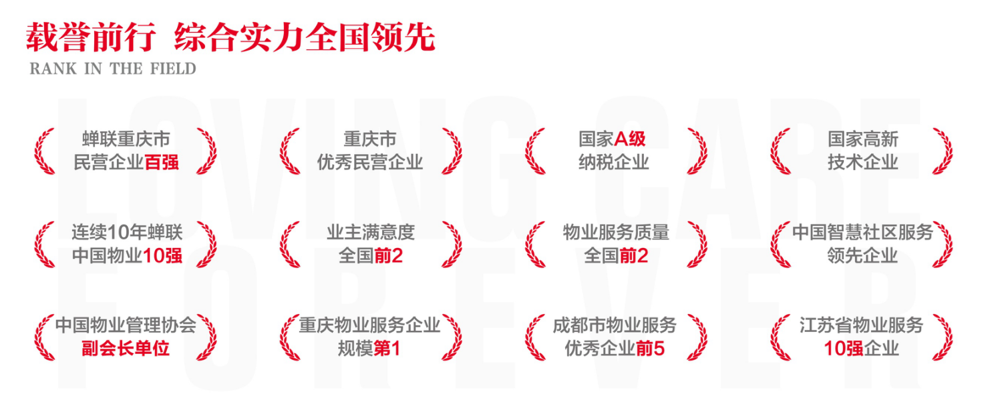 载誉前行 综合实力全国领先
RANK IN THE FIELD
LOVING CARE
FOREVER
蝉联重庆市
民营企业百强
重庆市
优秀民营企业
国家A级
纳税企业
国家高新
技术企业
连续10年蝉联
中国物业10强
业主满意度
全国前2
物业服务质量
全国前2
中国智慧社区服务
领先企业
中国物业管理协会
副会长单位
重庆物业服务企业
规模第1
成都市物业服务
优秀企业前5
江苏省物业服务
10强企业